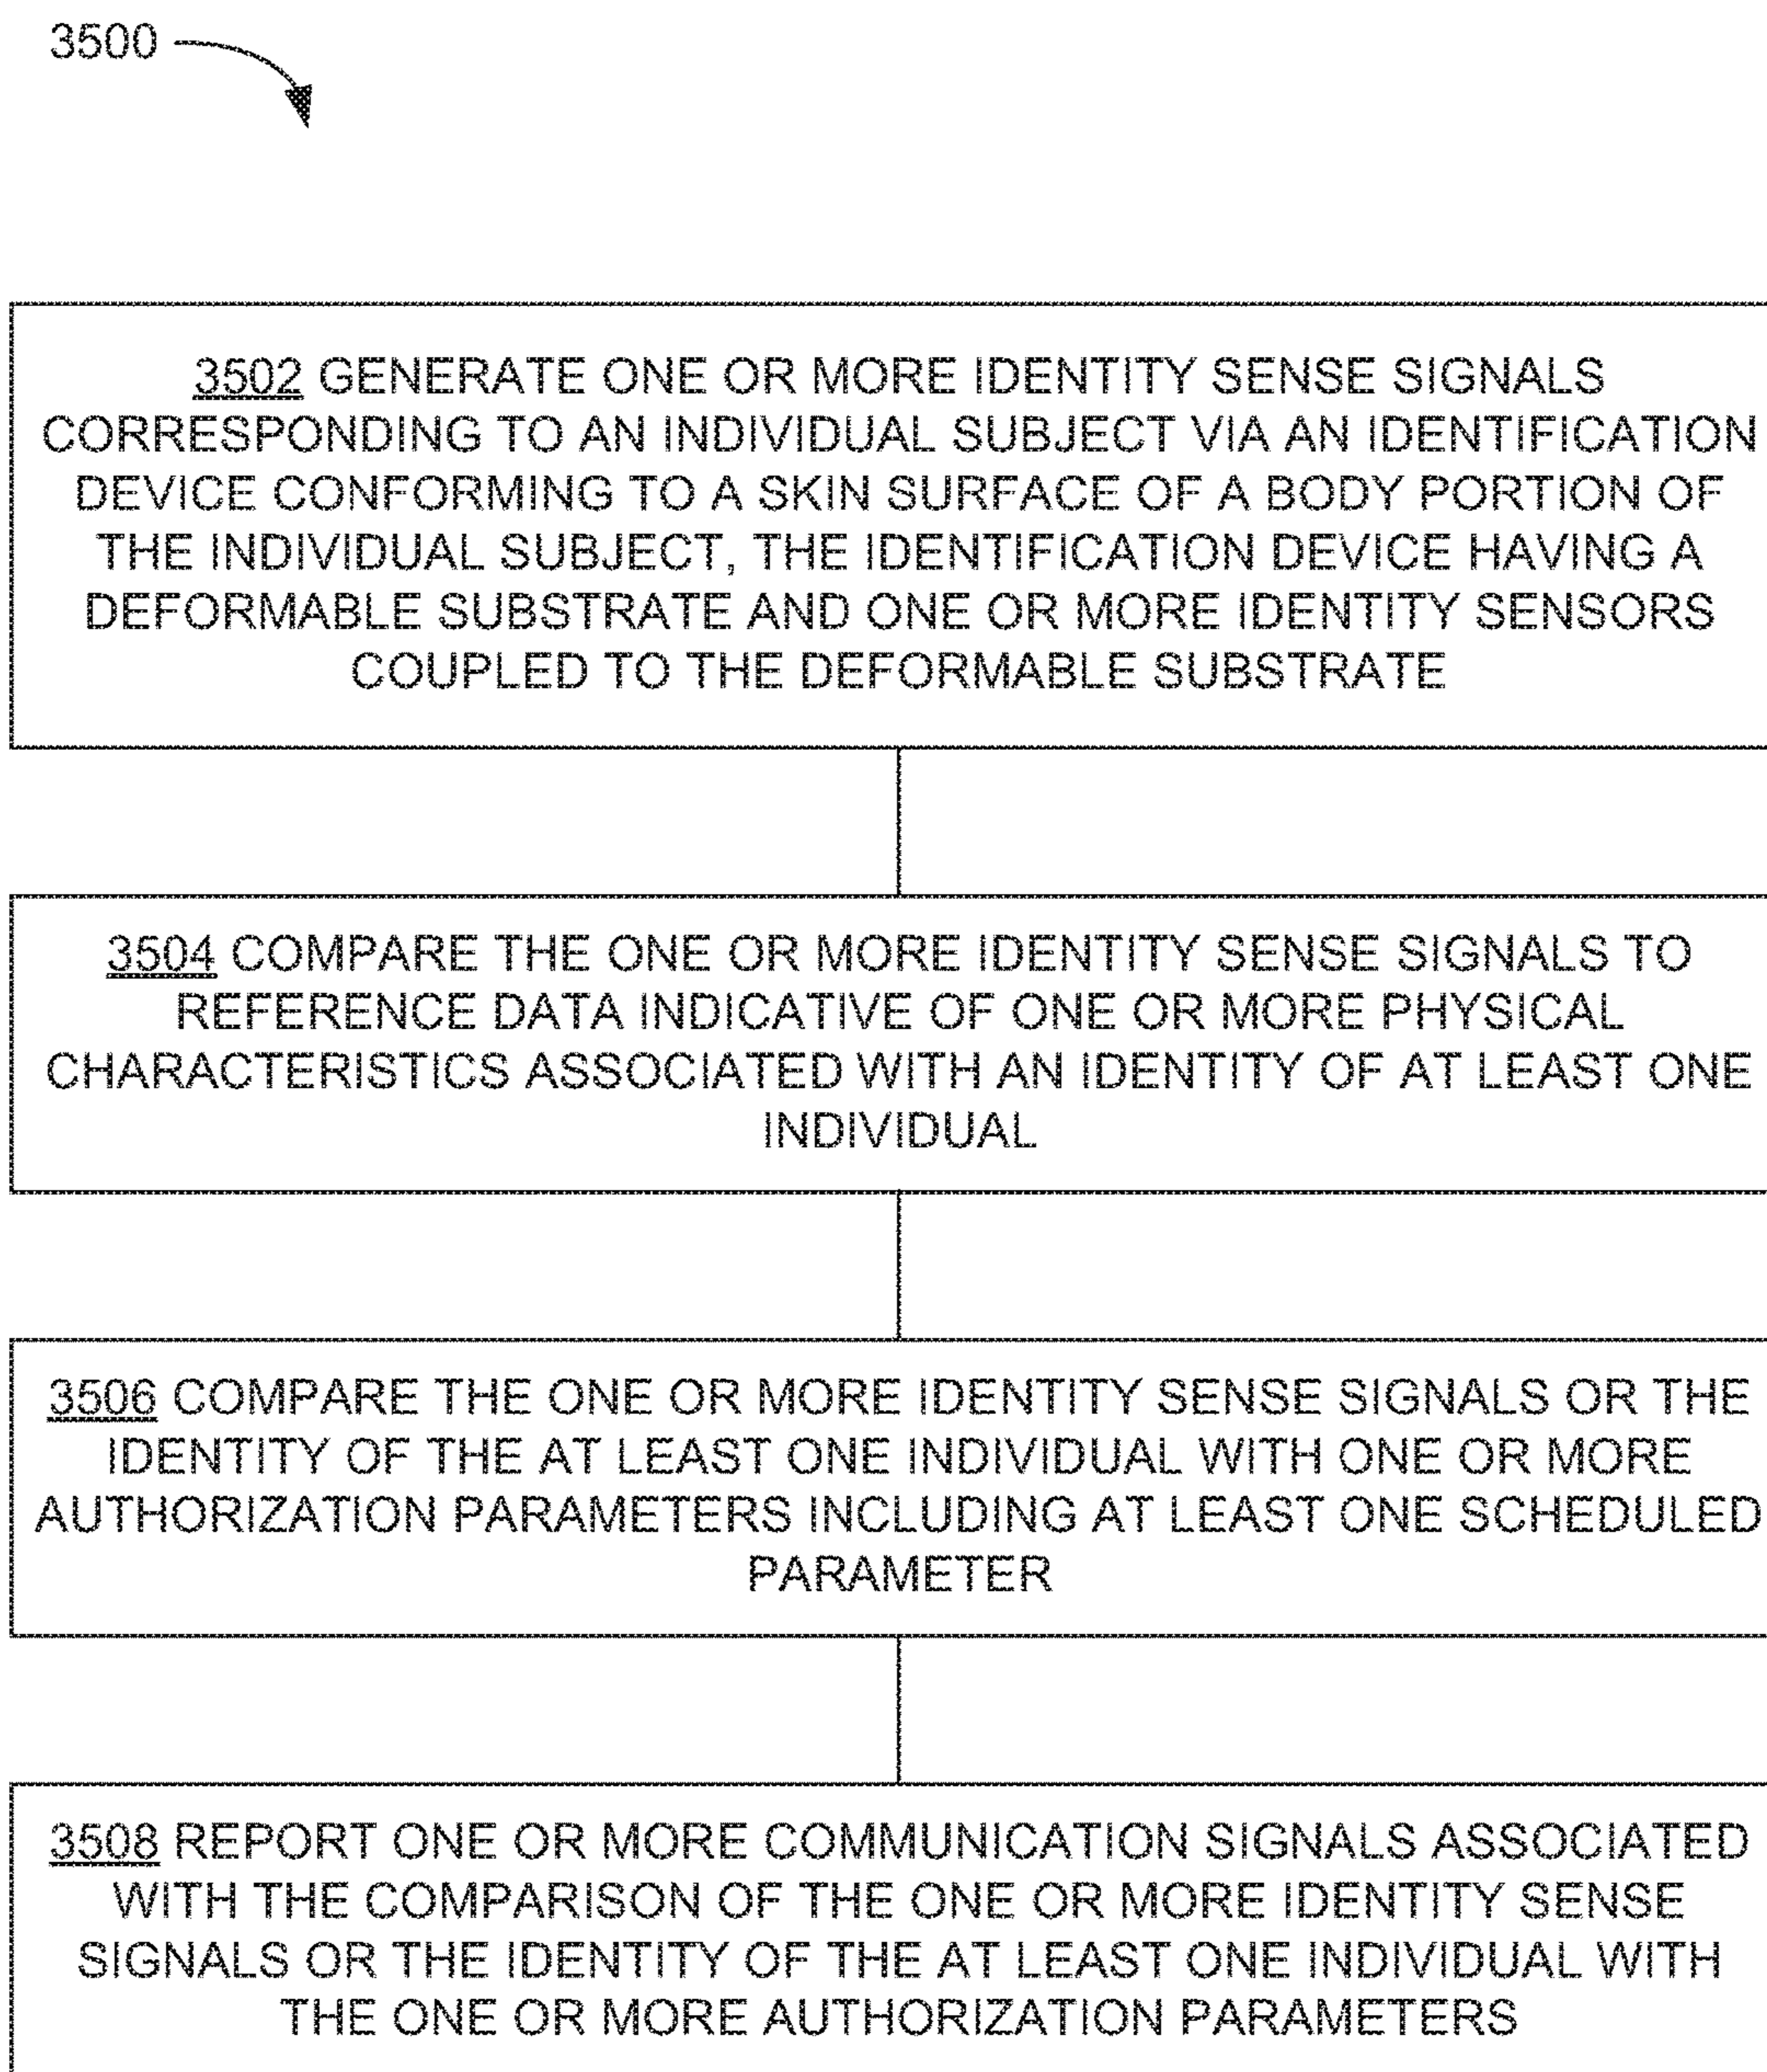 3500
3502 GENERATE ONE OR MORE IDENTITY SENSE SIGNALS
CORRESPONDING TO AN INDIVIDUAL SUBJECT VIA AN IDENTIFICATION
DEVICE CONFORMING TO A SKIN SURFACE OF A BODY PORTION OF
THE INDIVIDUAL SUBJECT, THE IDENTIFICATION DEVICE HAVING A
DEFORMABLE SUBSTRATE AND ONE OR MORE IDENTITY SENSORS
COUPLED TO THE DEFORMABLE SUBSTRATE
3504 COMPARE THE ONE OR MORE IDENTITY SENSE SIGNALS TO
REFERENCE DATA INDICATIVE OF ONE OR MORE PHYSICAL
CHARACTERISTICS ASSOCIATED WITH AN IDENTITY OF AT LEAST ONE
INDIVIDUAL
3506 COMPARE THE ONE OR MORE IDENTITY SENSE SIGNALS OR THE
IDENTITY OF THE AT LEAST ONE INDIVIDUAL WITH ONE OR MORE
AUTHORIZATION PARAMETERS INCLUDING AT LEAST ONE SCHEDULED
PARAMETER
3508 REPORT ONE OR MORE COMMUNICATION SIGNALS ASSOCIATED
WITH THE COMPARISON OF THE ONE OR MORE IDENTITY SENSE
SIGNALS OR THE IDENTITY OF THE AT LEAST ONE INDIVIDUAL WITH
THE ONE OR MORE AUTHORIZATION PARAMETERS